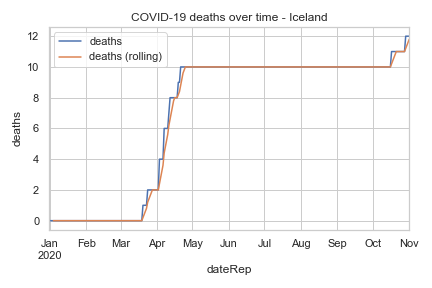 COVID-19 deaths over time - Iceland
deaths
deaths (rolling)
12
10
8
6
4
2
0
deaths
Jan Feb Mar Apr May Jun Jul Aug Sep Oct Nov
2020
dateRep